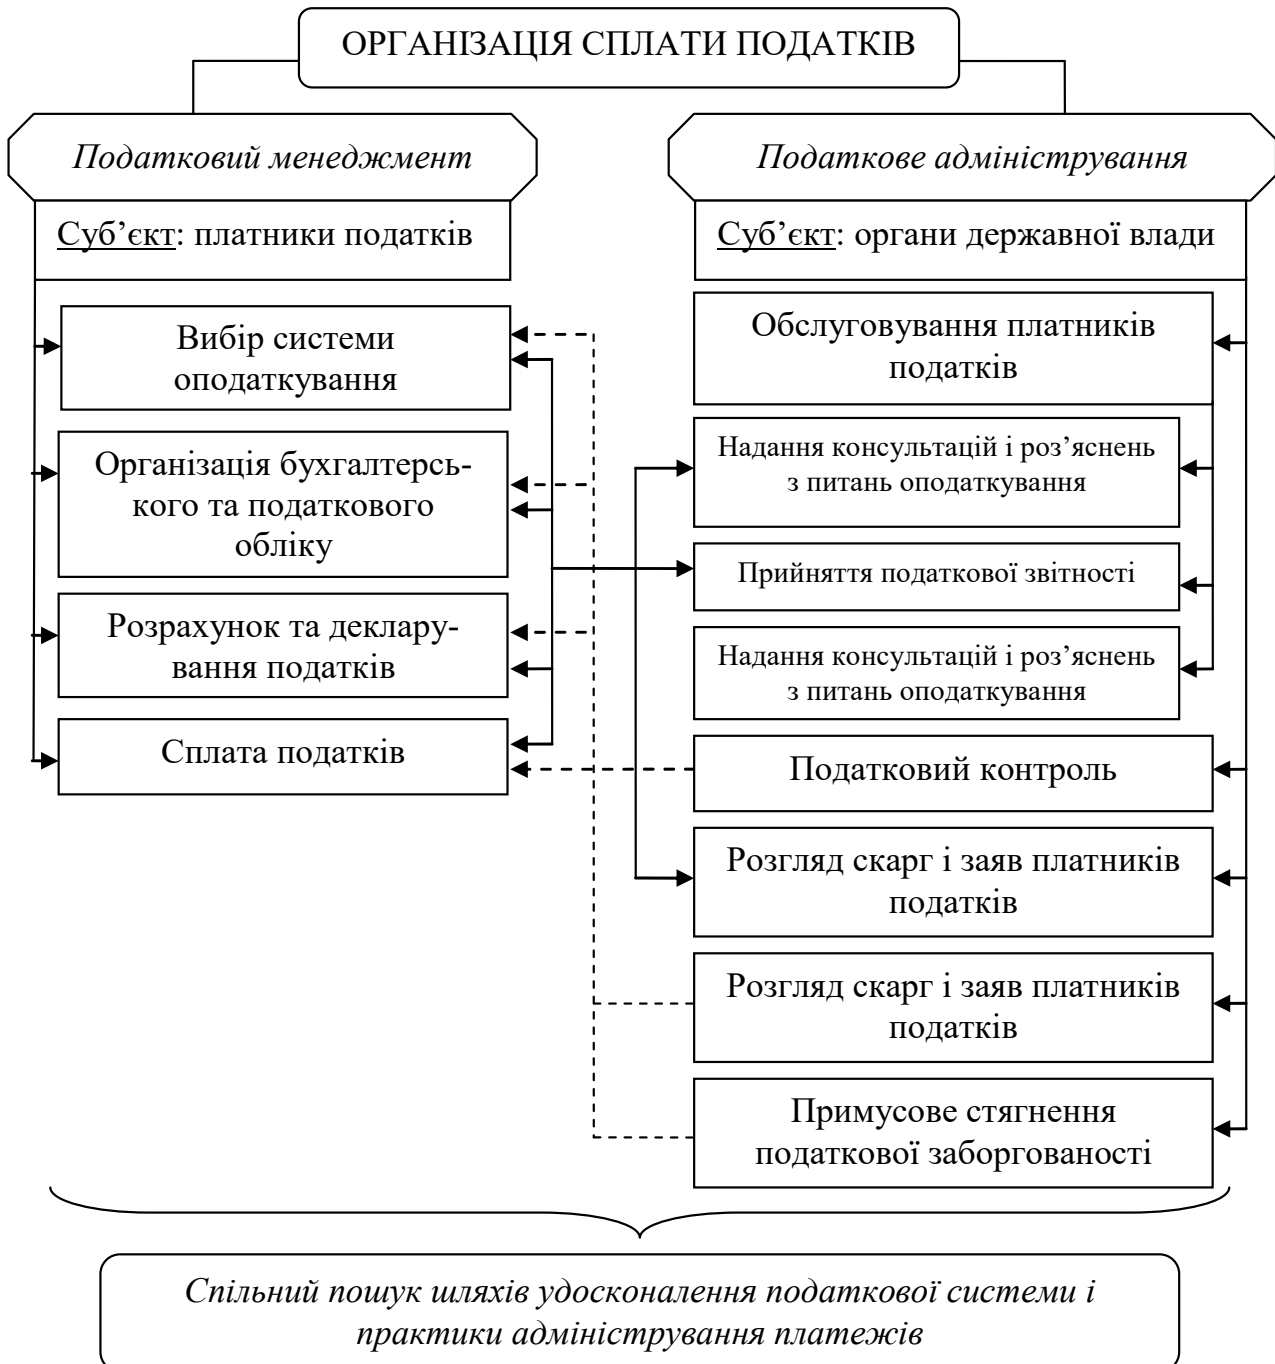 ОРГАНІЗАЦІЯ СПЛАТИ ПОДАТКІВ
Податковий менеджмент
Суб’єкт: платники податків
Вибір системи
оподаткування
Організація бухгалтерсь-
кого та податкового
обліку
Розрахунок та деклару-
вання податків
Сплата податків
Податкове адміністрування
Суб’єкт: органи державної влади
Обслуговування платників
податків
Надання консультацій і роз’яснень
з питань оподаткування
Прийняття податкової звітності
Надання консультацій і роз’яснень
з питань оподаткування
Податковий контроль
Розгляд скарг і заяв платників
податків
Розгляд скарг і заяв платників
податків
Примусове стягнення
податкової заборгованості
Спільний пошук шляхів удосконалення податкової системи і
практики адміністрування платежів